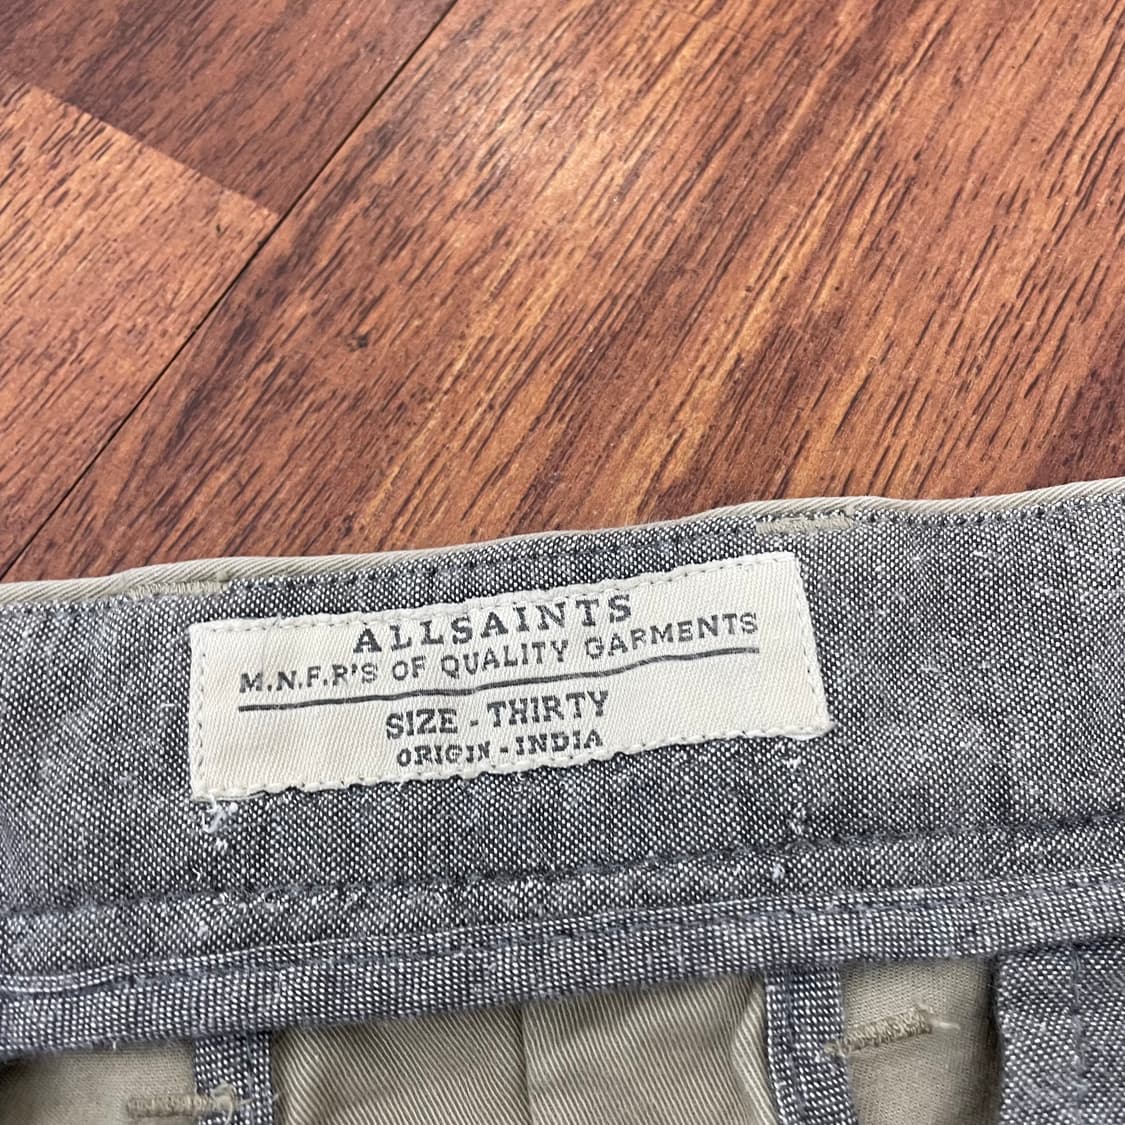 ALLSAINTS
M.N.F.R'S OF QUALITY GARMENTS
SIZE - THIRTY
ORIGIN - INDIA